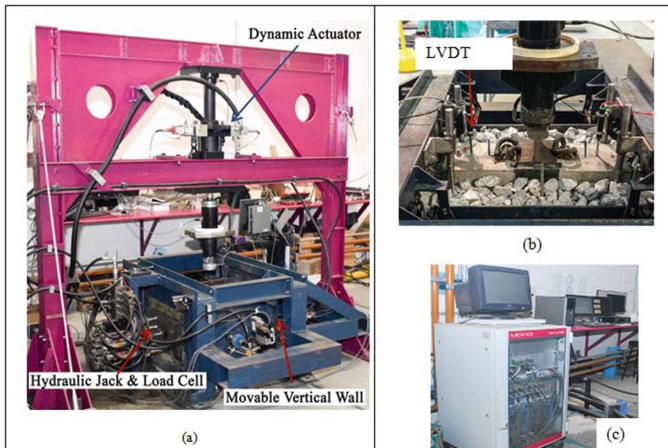 Dynamic Actuator
Hydraulic Jack & Load Cell
Movable Vertical Wall
(a)
LVDT
(b)
MOOG
(c)